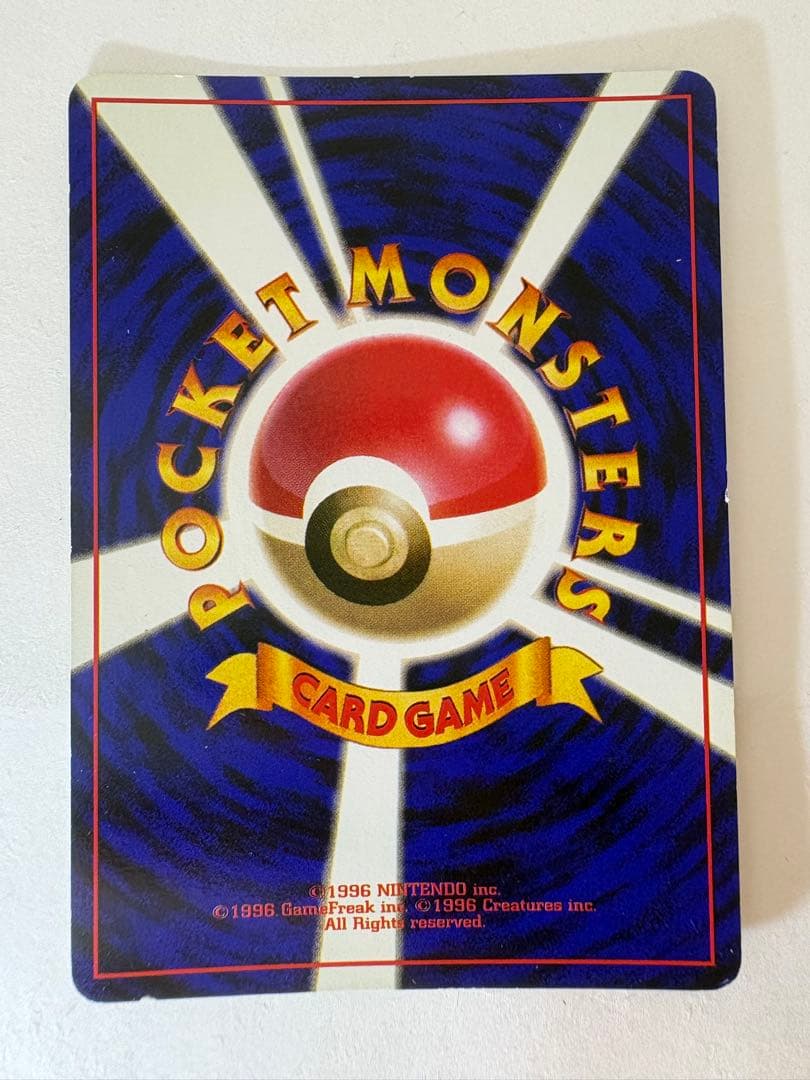 POCKET MONSTERS
CARD GAME
©1996 NINTENDO inc.
©1996 GameFreak inc. ©1996 Creatures inc.
All Rights reserved.